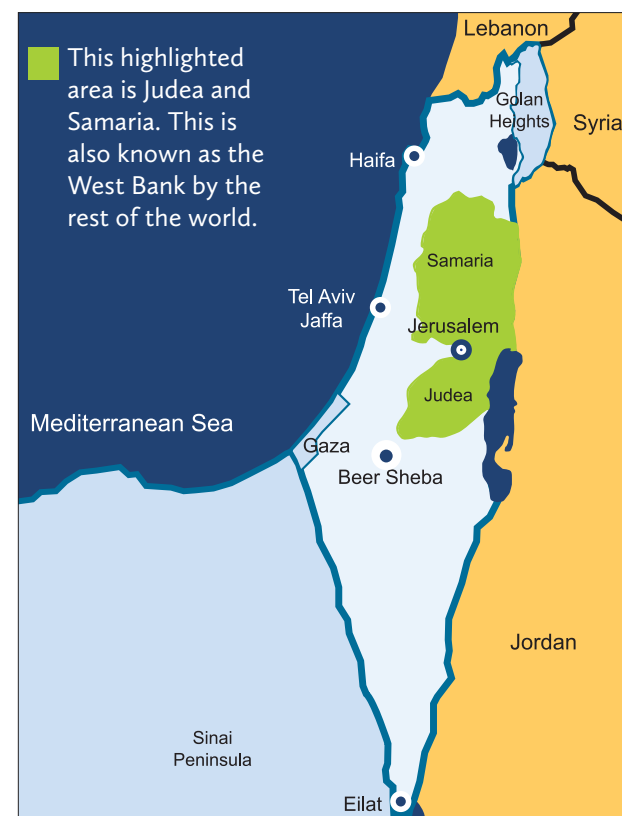 This highlighted
area is Judea and
Samaria. This is
also known as the
West Bank by the
rest of the world.
Lebanon
Golan
Heights
Syria
Haifa
Samaria
Tel Aviv
Jaffa
Jerusalem
Judea
Mediterranean Sea
Gaza
Beer Sheba
Jordan
Sinai
Peninsula
Eilat